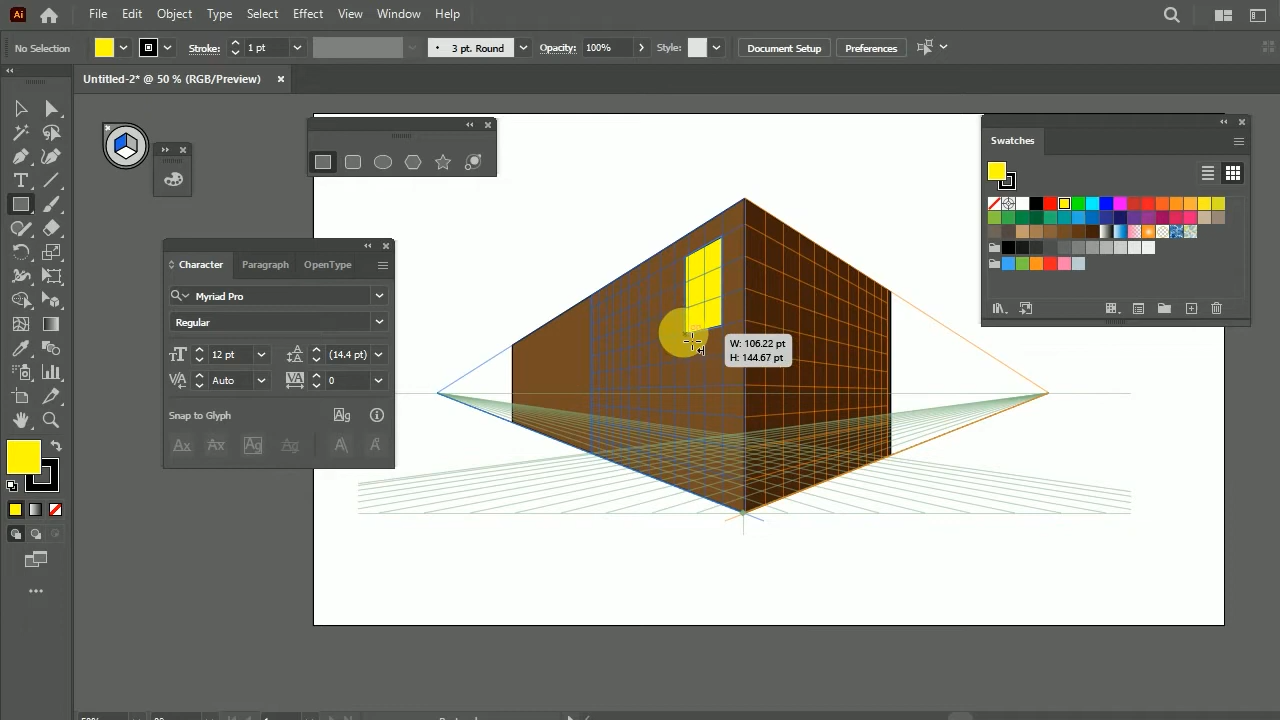 Ai File Edit Object Type Select Effect View Window Help
No Selection Stroke: 1 pt 3 pt. Round Opacity: 100% Style: Document Setup Preferences
Untitled-2* @ 50 % (RGB/Preview)
Swatches
Character Paragraph OpenType
Myriad Pro
Regular
12 pt (14.4 pt)
Auto 0
Snap to Glyph
W: 106.22 pt
H: 144.67 pt